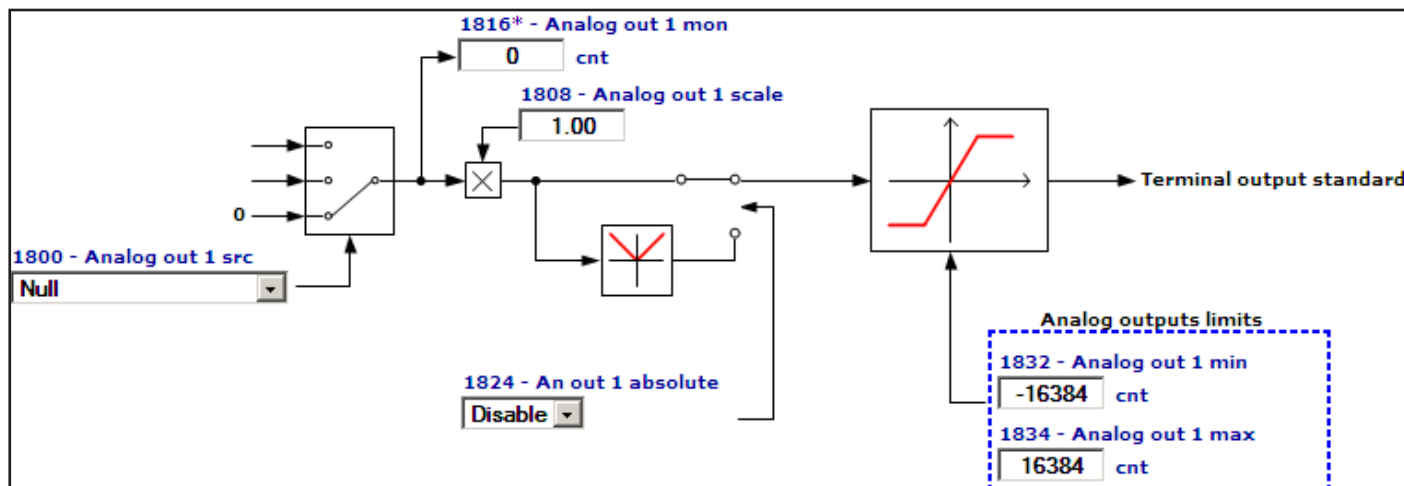 1816* - Analog out 1 mon
0 cnt
1808 - Analog out 1 scale
1.00
0
Terminal output standard
1800 - Analog out 1 src
Null
Analog outputs limits
1832 - Analog out 1 min
-16384 cnt
1824 - An out 1 absolute
Disable
1834 - Analog out 1 max
16384 cnt